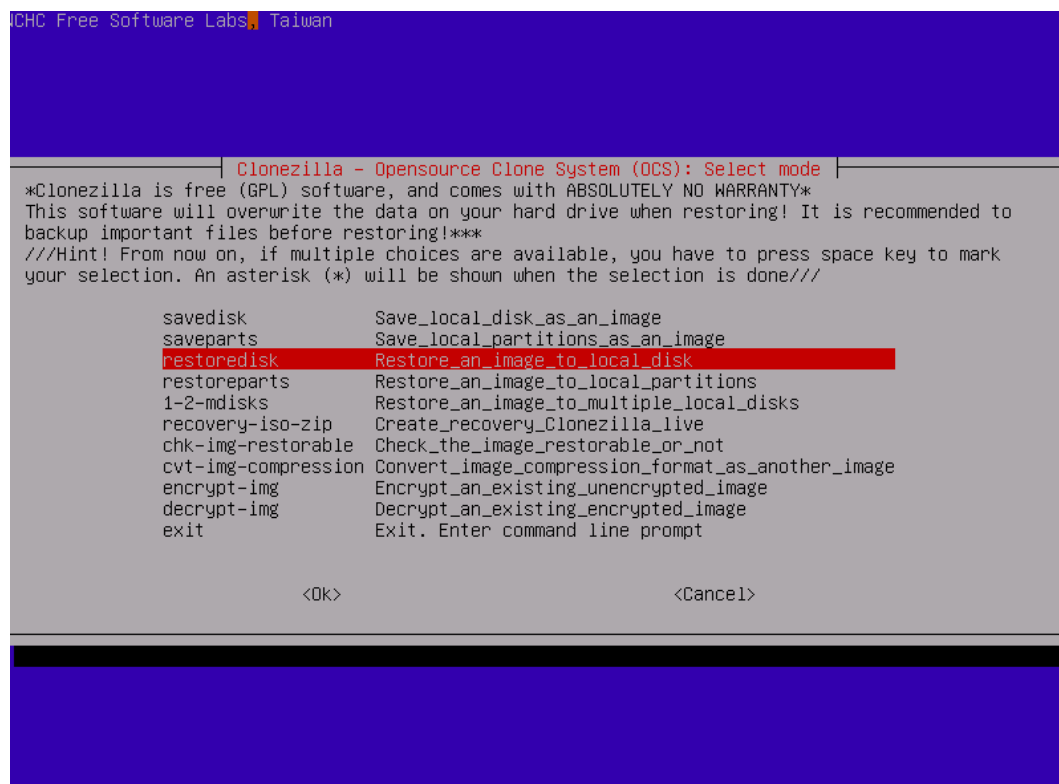 NCHC Free Software Labs, Taiwan
Clonezilla - Opensource Clone System (OCS): Select mode
*Clonezilla is free (GPL) software, and comes with ABSOLUTELY NO WARRANTY*
This software will overwrite the data on your hard drive when restoring! It is recommended to
backup important files before restoring!***
///Hint! From now on, if multiple choices are available, you have to press space key to mark
your selection. An asterisk (*) will be shown when the selection is done///
savedisk Save_local_disk_as_an_image
saveparts Save_local_partitions_as_an_image
restoredisk Restore_an_image_to_local_disk
restoreparts Restore_an_image_to_local_partitions
1-2-mdisks Restore_an_image_to_multiple_local_disks
recovery-iso-zip Create_recovery_Clonezilla_live
chk-img-restorable Check_the_image_restorable_or_not
cvt-img-compression Convert_image_compression_format_as_another_image
encrypt-img Encrypt_an_existing_unencrypted_image
decrypt-img Decrypt_an_existing_encrypted_image
exit Exit. Enter command line prompt
<Ok> <Cancel>